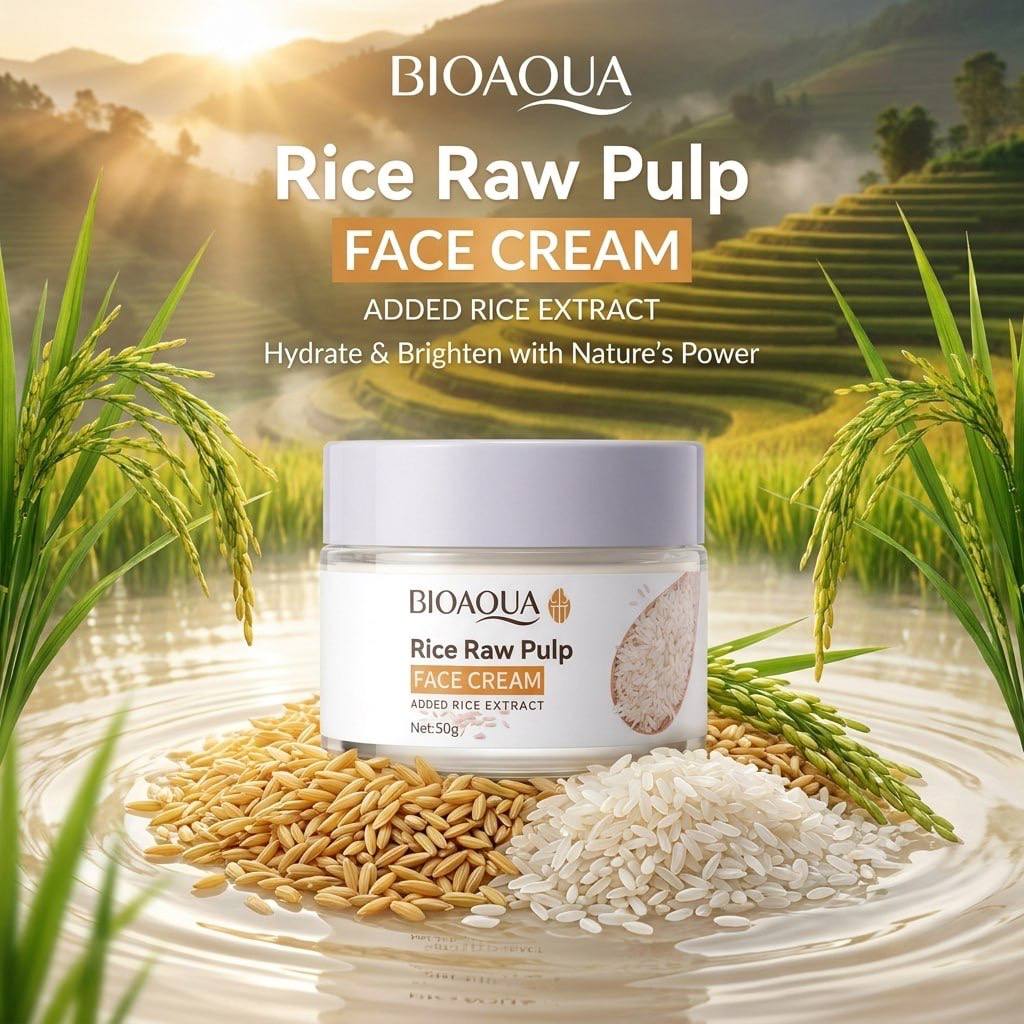 BIOAQUA
Rice Raw Pulp
FACE CREAM
ADDED RICE EXTRACT
Hydrate & Brighten with Nature's Power
BIOAQUA
Rice Raw Pulp
FACE CREAM
ADDED RICE EXTRACT
Net:50g